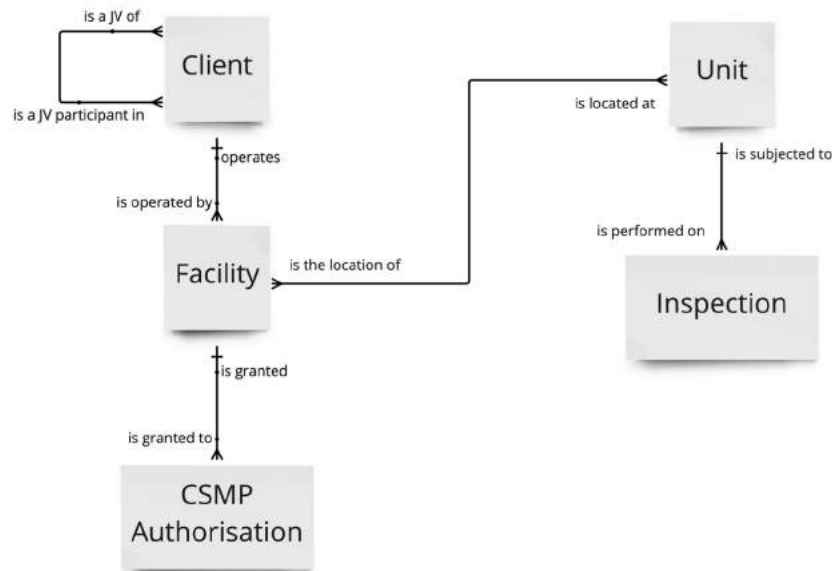 is a JV of
Client
Unit
is located at
is a JV participant in
operates
is subjected to
is operated by
is performed on
Facility
is the location of
Inspection
is granted
is granted to
CSMP
Authorisation